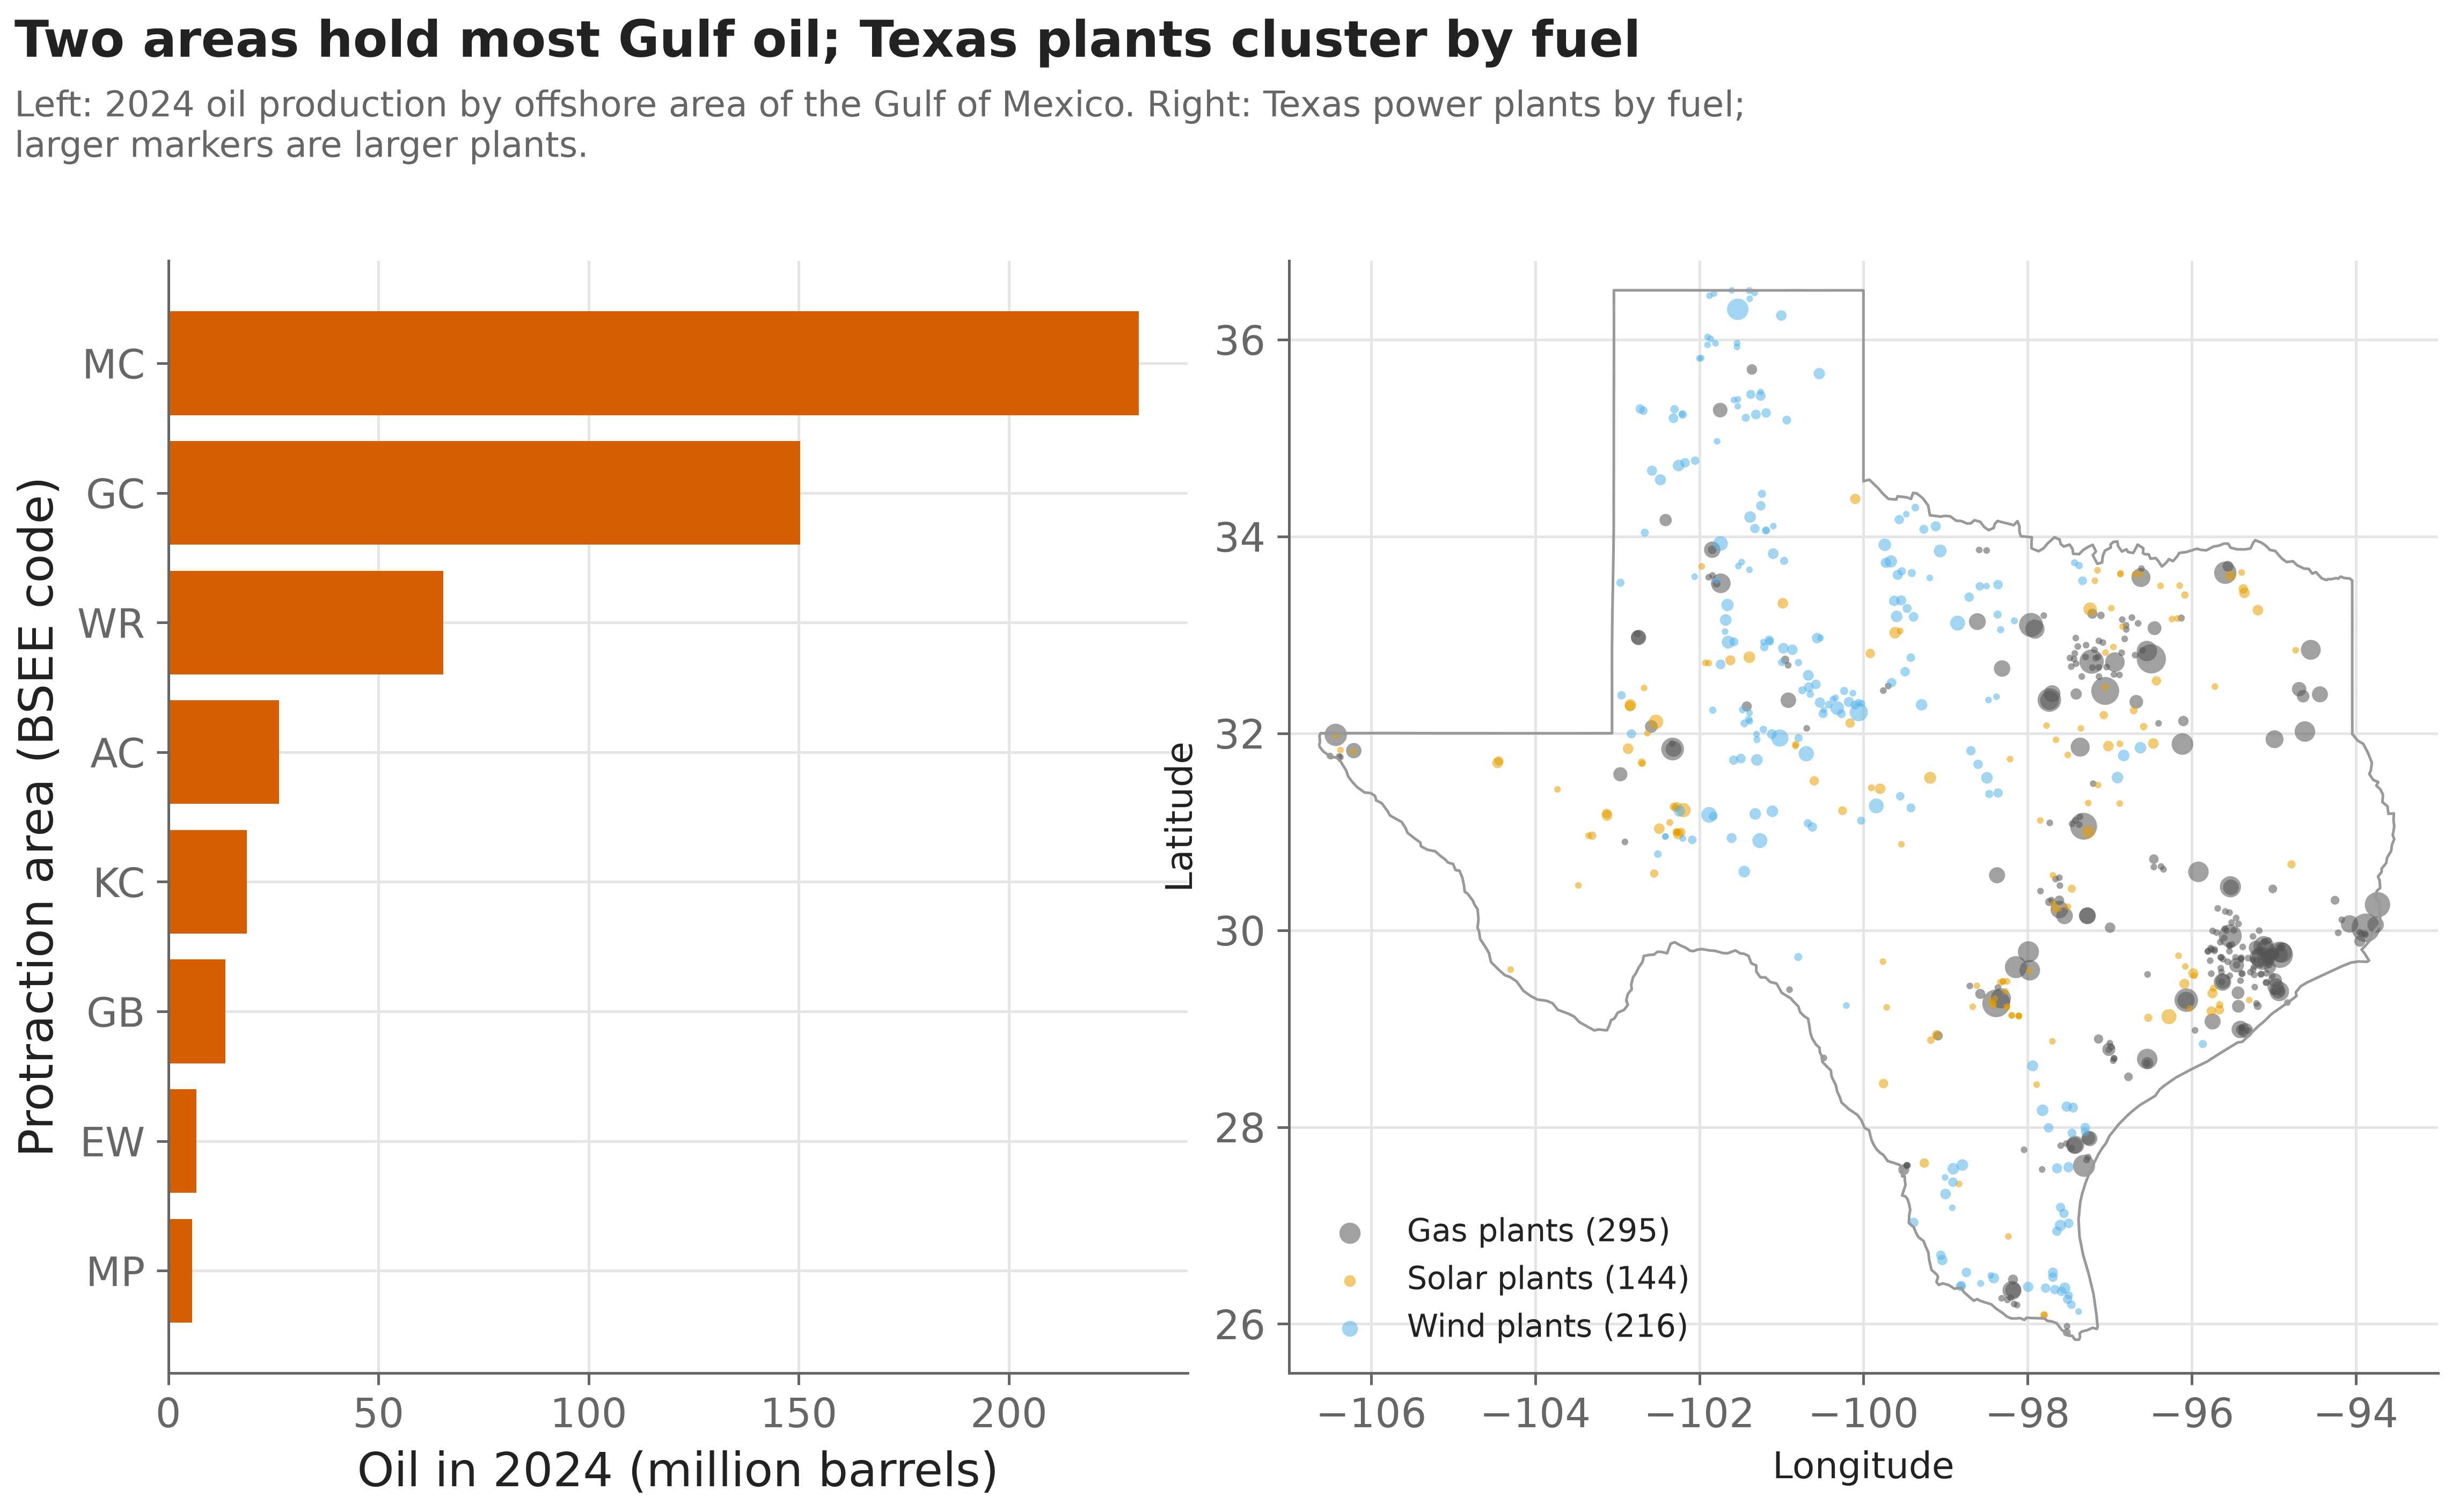 Two areas hold most Gulf oil; Texas plants cluster by fuel
Left: 2024 oil production by offshore area of the Gulf of Mexico. Right: Texas power plants by fuel;
larger markers are larger plants.
Protraction area (BSEE code)
MC
GC
WR
AC
KC
GB
EW
MP
0
50
100
150
200
Oil in 2024 (million barrels)
Latitude
36
34
32
30
28
26
Gas plants (295)
Solar plants (144)
Wind plants (216)
−106
−104
−102
−100
−98
−96
−94
Longitude